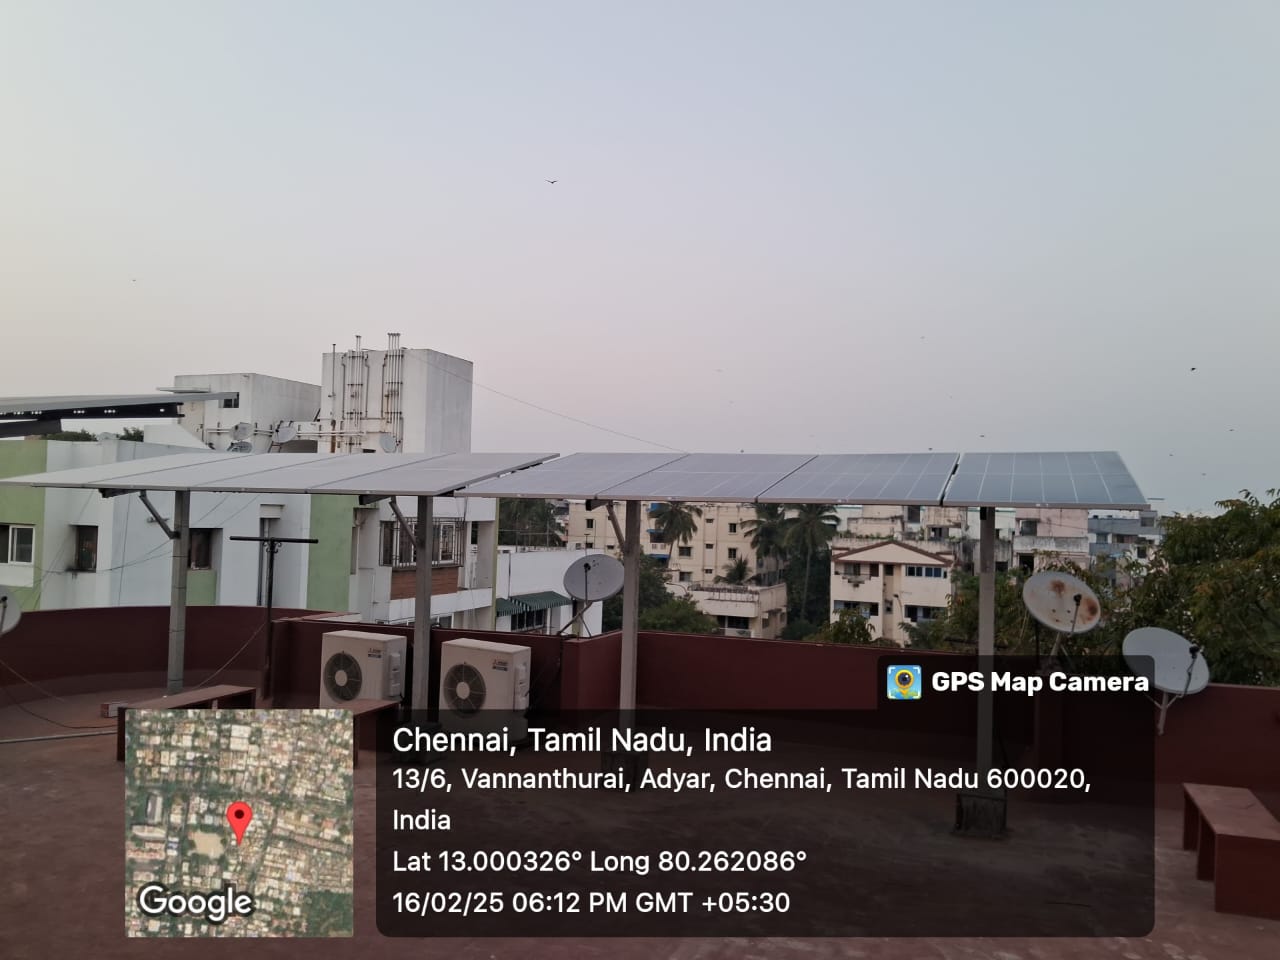 GPS Map Camera
Chennai, Tamil Nadu, India
13/6, Vannanthurai, Adyar, Chennai, Tamil Nadu 600020,
India
Lat 13.000326° Long 80.262086°
16/02/25 06:12 PM GMT +05:30
Google